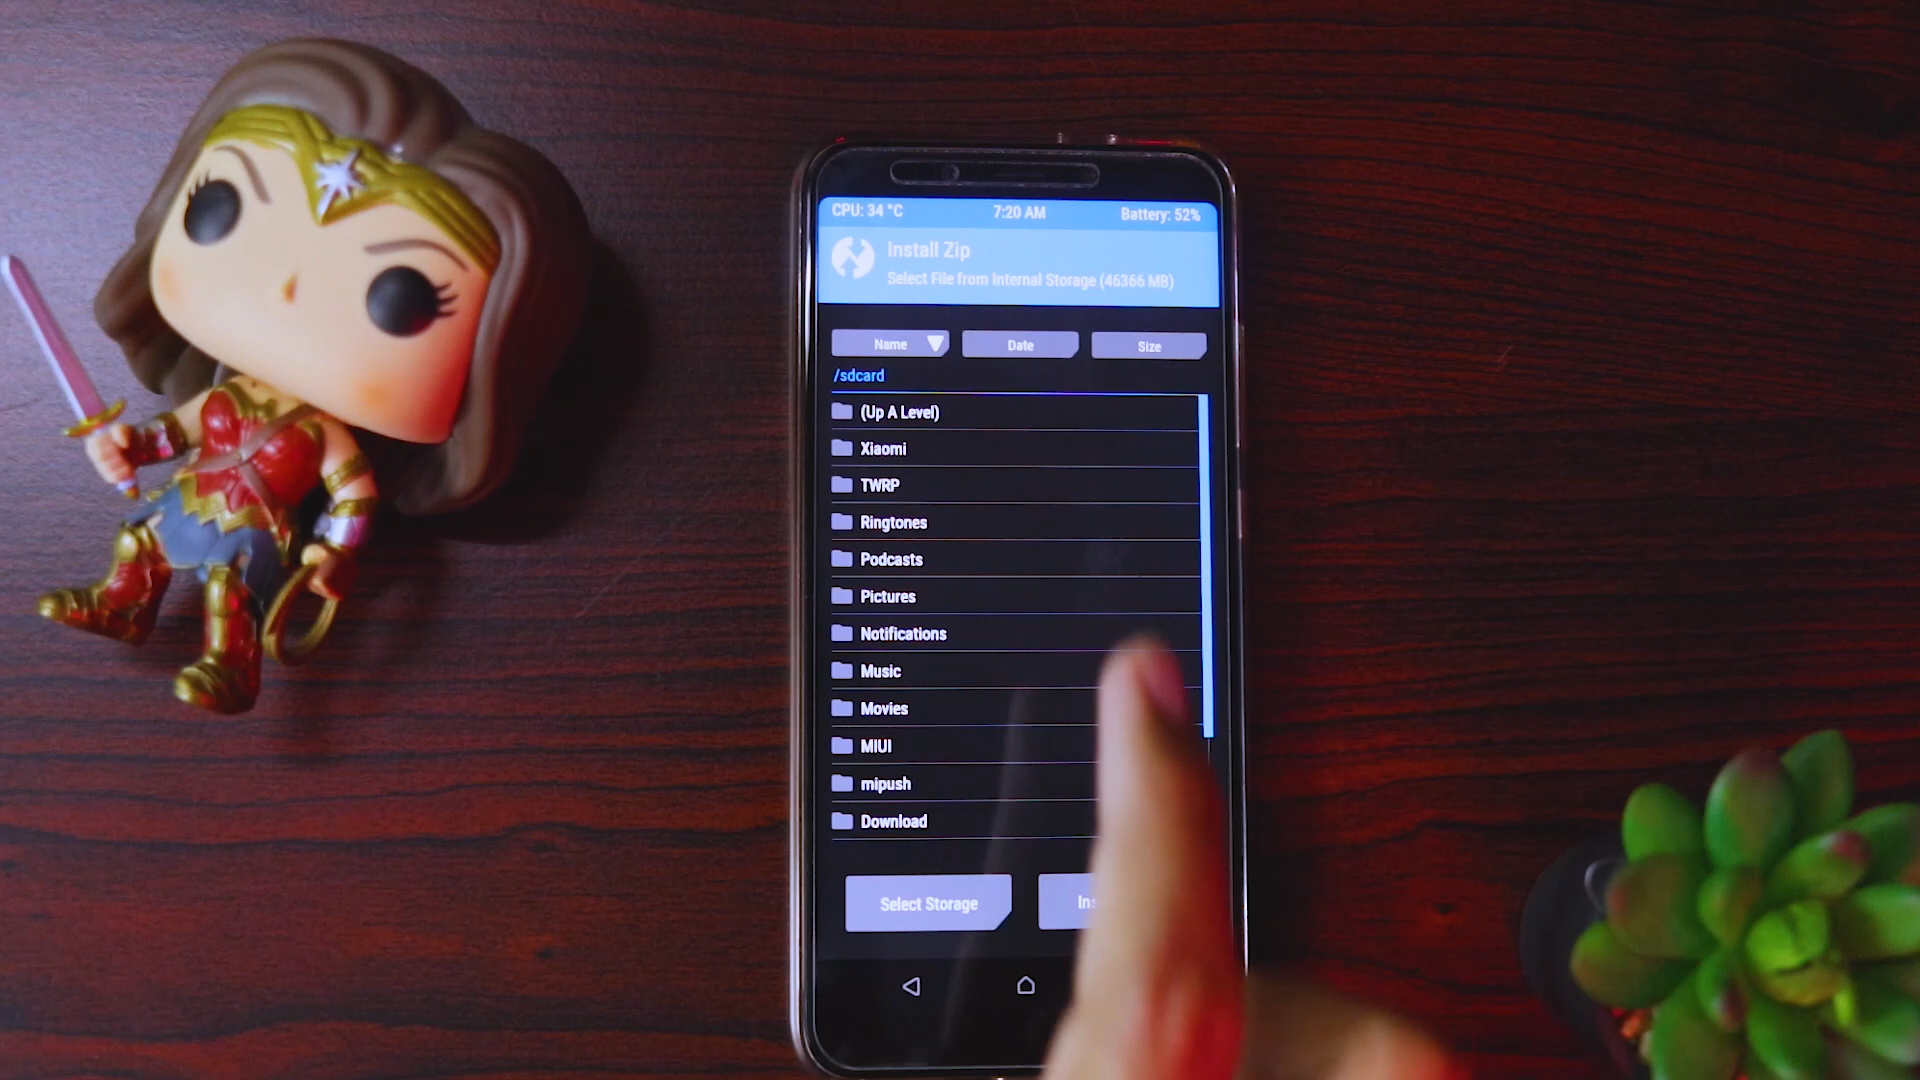 CPU: 34 °C 7:20 AM Battery: 52%
Install Zip
Select File from Internal Storage (46366 MB)
Name Date Size
/sdcard
(Up A Level)
Xiaomi
TWRP
Ringtones
Podcasts
Pictures
Notifications
Music
Movies
MIUI
mipush
Download
Select Storage